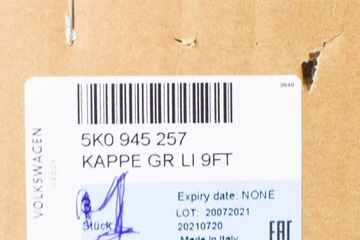 3840
5K0 945 257
KAPPE GR LI 9FT
VOLKSWAGEN
GROUP
Expiry date: NONE
LOT: 20072021
Stück
20210720
Made in Italy
EAC